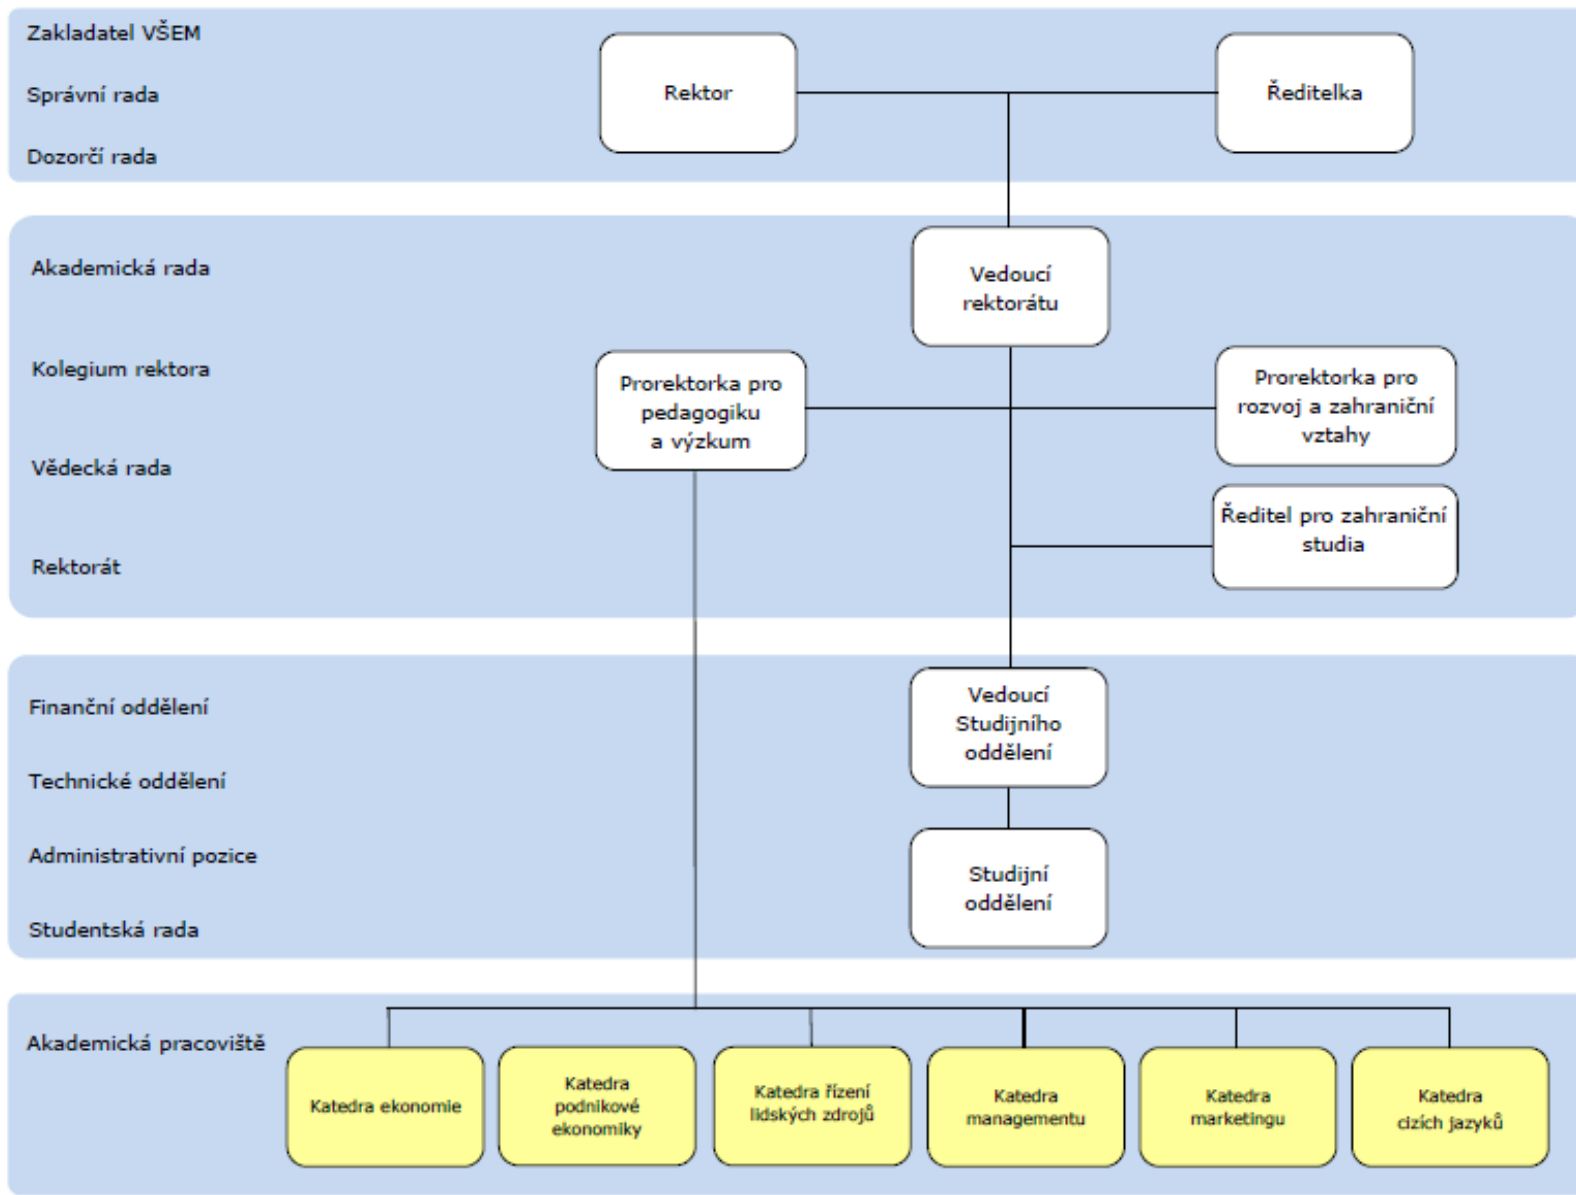 Zakladatel VŠEM
Správní rada
Dozorčí rada
Rektor
Ředitelka
Akademická rada
Kolegium rektora
Vědecká rada
Rektorát
Vedoucí
rektorátu
Prorektorka pro
pedagogiku
a výzkum
Prorektorka pro
rozvoj a zahraniční
vztahy
Ředitel pro zahraniční
studia
Finanční oddělení
Technické oddělení
Administrativní pozice
Studentská rada
Vedoucí
Studijního
oddělení
Studijní
oddělení
Akademická pracoviště
Katedra ekonomie
Katedra
podnikové
ekonomiky
Katedra řízení
lidských zdrojů
Katedra
managementu
Katedra
marketingu
Katedra
cizích jazyků